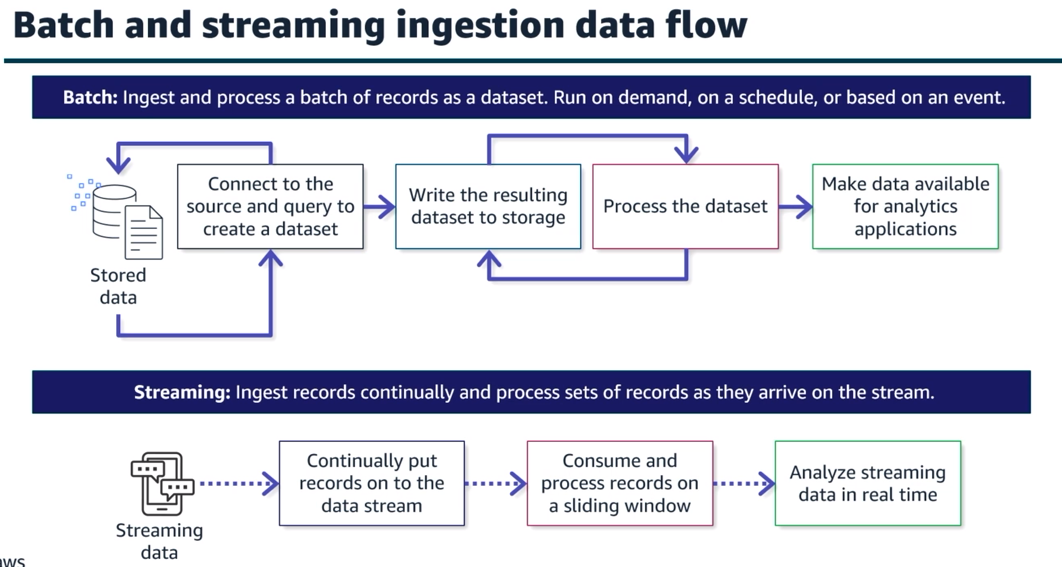 Batch and streaming ingestion data flow
Batch: Ingest and process a batch of records as a dataset. Run on demand, on a schedule, or based on an event.
Stored
data
Connect to the
source and query to
create a dataset
Write the resulting
dataset to storage
Process the dataset
Make data available
for analytics
applications
Streaming: Ingest records continually and process sets of records as they arrive on the stream.
Streaming
data
Continually put
records on to the
data stream
Consume and
process records on
a sliding window
Analyze streaming
data in real time